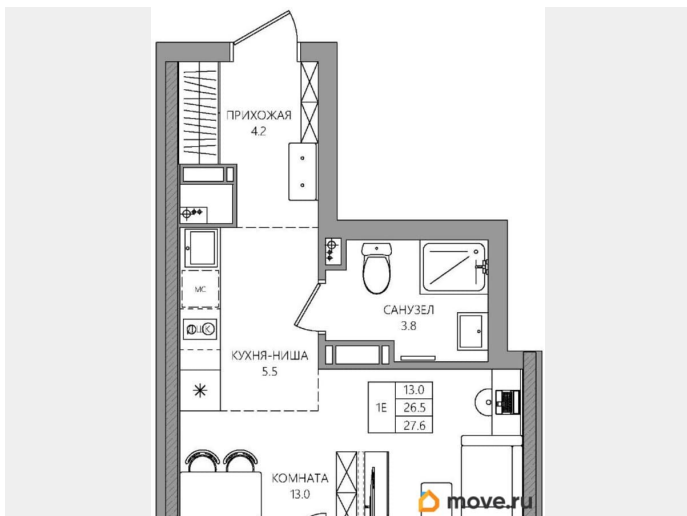 ПРИХОЖАЯ
4.2
МС
САНУЗЕЛ
3.8
КУХНЯ-НИША
5.5
1Е
13.0
26.5
27.6
КОМНАТА
13.0
move.ru